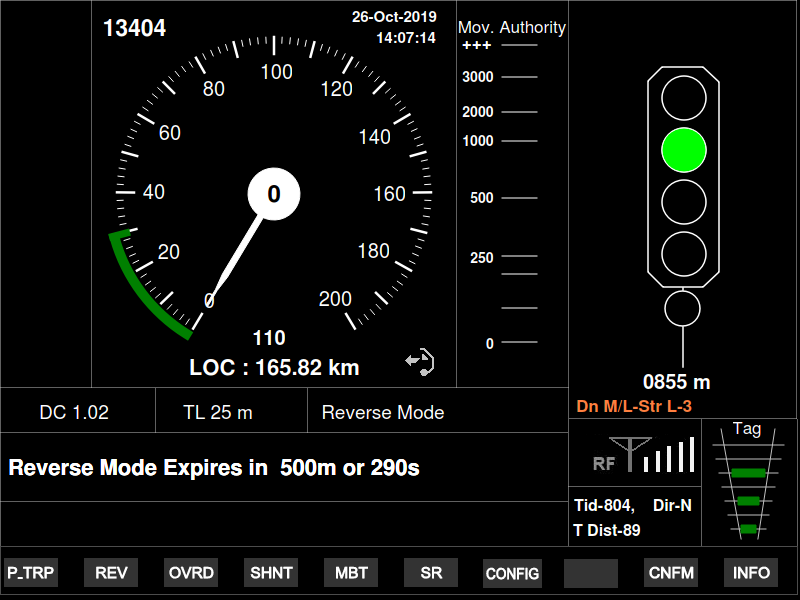 13404
26-Oct-2019
14:07:14
0
20
40
60
80
100
120
140
160
180
200
0
110
LOC : 165.82 km
Mov. Authority
+++
3000
2000
1000
500
250
0
0855 m
Dn M/L-Str L-3
DC 1.02
TL 25 m
Reverse Mode
Reverse Mode Expires in 500m or 290s
RF
Tag
Tid-804, Dir-N
T Dist-89
P_TRP
REV
OVRD
SHNT
MBT
SR
CONFIG
CNFM
INFO